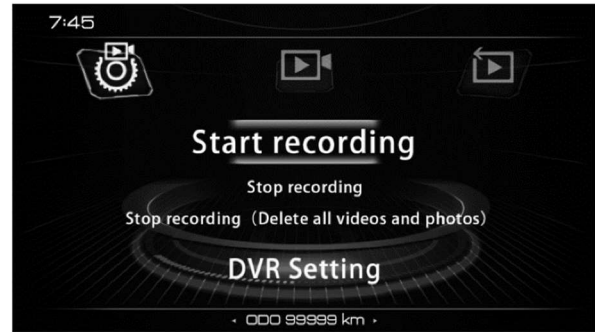 7:45
Start recording
Stop recording
Stop recording（Delete all videos and photos）
DVR Setting
ODO 99999 km